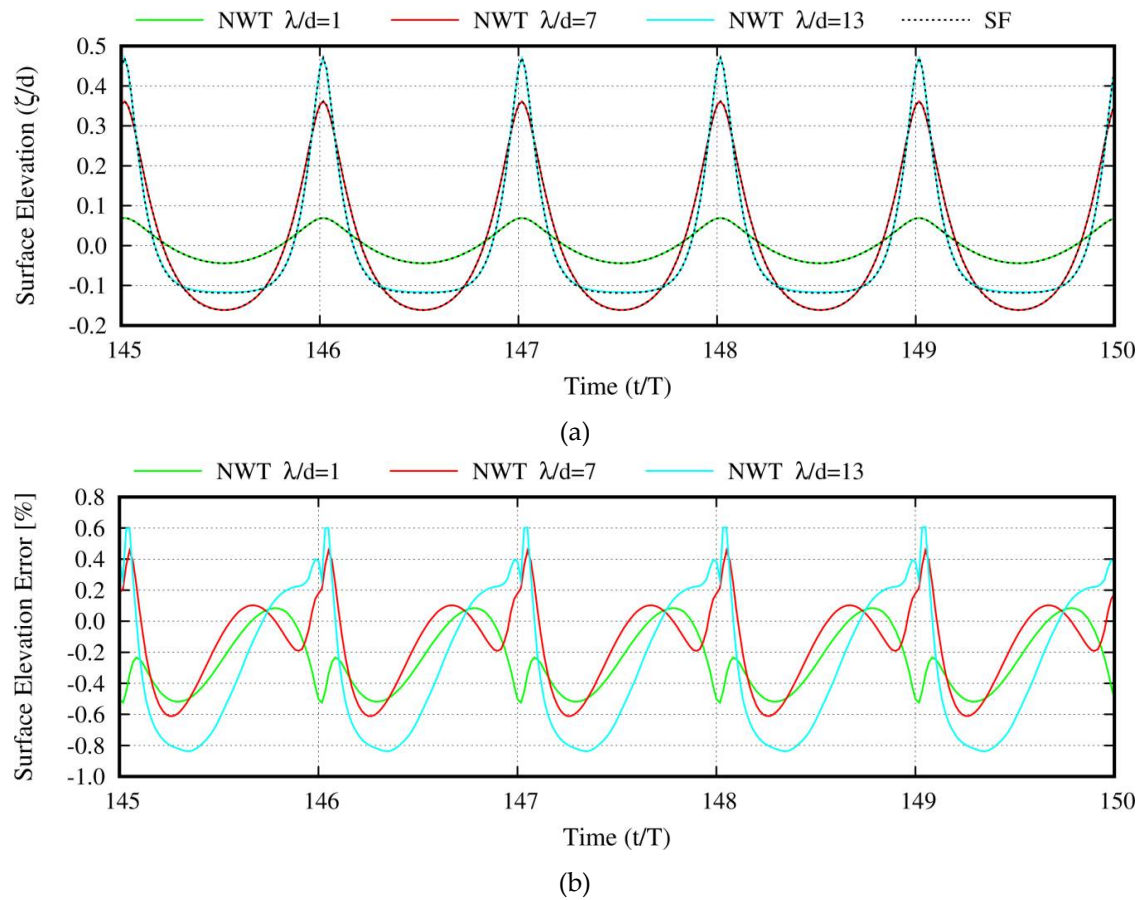 NWT λ/d=1 NWT λ/d=7 NWT λ/d=13 SF
Surface Elevation (ζ/d)
0.5
0.4
0.3
0.2
0.1
0.0
-0.1
-0.2
145 146 147 148 149 150
Time (t/T)
(a)
NWT λ/d=1 NWT λ/d=7 NWT λ/d=13
Surface Elevation Error [%]
0.8
0.6
0.4
0.2
0.0
-0.2
-0.4
-0.6
-0.8
-1.0
145 146 147 148 149 150
Time (t/T)
(b)